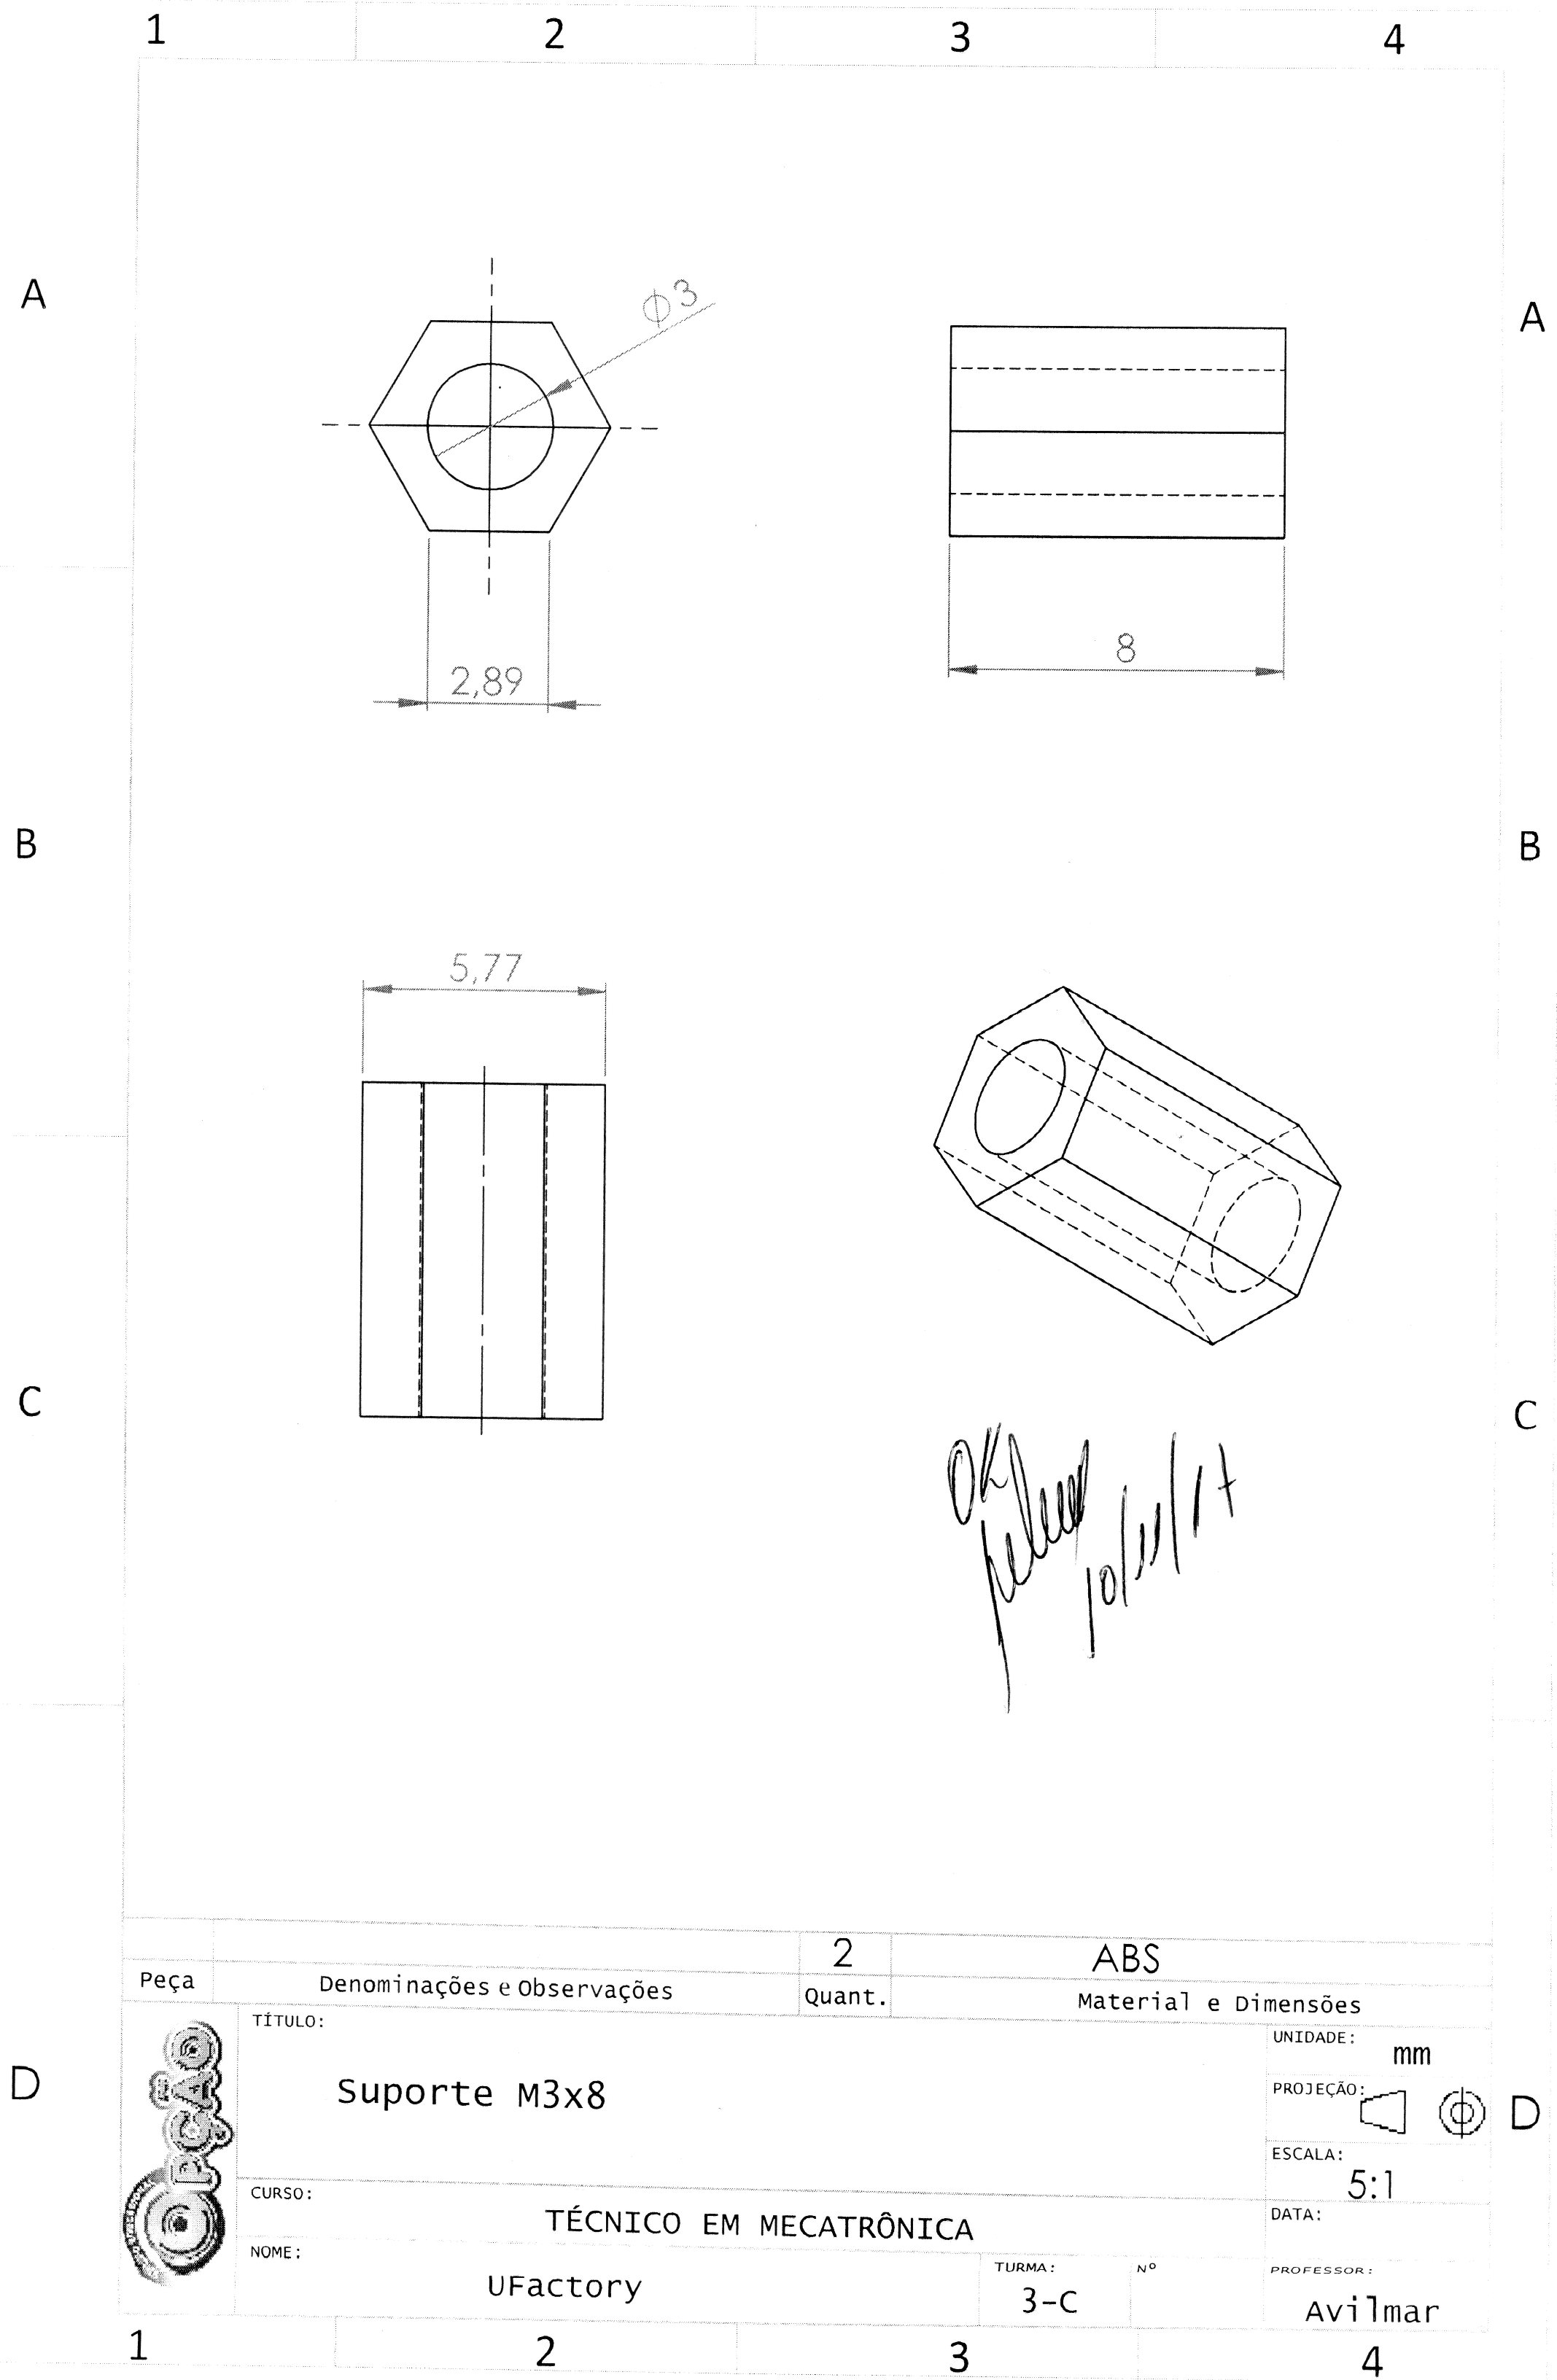 1 2 3 4
A A
Φ3
2,89
8
B B
5,77
C C
OK
10/11/17
2 ABS
Peça Denominações e Observações Quant. Material e Dimensões
OPÇÃO
TÍTULO:
Suporte M3x8
UNIDADE: mm
PROJEÇÃO:
D D
ESCALA:
5:1
CURSO:
TÉCNICO EM MECATRÔNICA
DATA:
NOME:
UFactory
TURMA:
3-C
Nº
PROFESSOR:
Avilmar
1 2 3 4